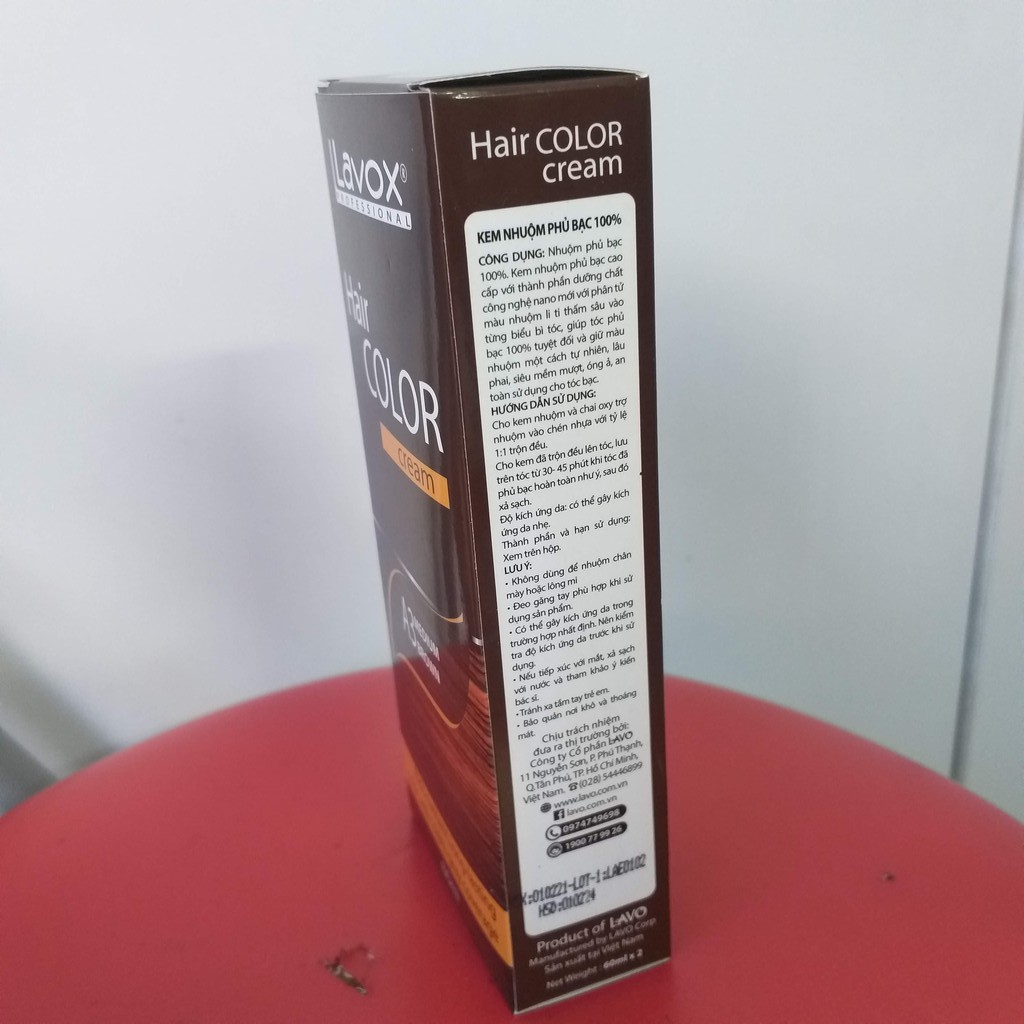 Lavox®
PROFESSIONAL
Hair
COLOR
cream
A3
MEDIUM
BROWN
Hair COLOR
cream
KEM NHUỘM PHỦ BẠC 100%
CÔNG DỤNG: Nhuộm phủ bạc
100%. Kem nhuộm phủ bạc cao
cấp với thành phần dưỡng chất
công nghệ nano mới với phân tử
màu nhuộm li ti thấm sâu vào
từng biểu bì tóc, giúp tóc phủ
bạc 100% tuyệt đối và giữ màu
nhuộm một cách tự nhiên, lâu
phai, siêu mềm mượt, óng ả, an
toàn sử dụng cho tóc bạc.
HƯỚNG DẪN SỬ DỤNG:
Cho kem nhuộm và chai oxy trợ
nhuộm vào chén nhựa với tỷ lệ
1:1 trộn đều.
Cho kem đã trộn đều lên tóc, lưu
trên tóc từ 30- 45 phút khi tóc đã
phủ bạc hoàn toàn như ý, sau đó
xả sạch.
Độ kích ứng da: có thể gây kích
ứng da nhẹ.
Thành phần và hạn sử dụng:
Xem trên hộp.
LƯU Ý:
• Không dùng để nhuộm chân
mày hoặc lông mi
• Đeo găng tay phù hợp khi sử
dụng sản phẩm.
• Có thể gây kích ứng da trong
trường hợp nhất định. Nên kiểm
tra độ kích ứng da trước khi sử
dụng.
• Nếu tiếp xúc với mắt, xả sạch
với nước và tham khảo ý kiến
bác sĩ.
• Tránh xa tầm tay trẻ em.
• Bảo quản nơi khô và thoáng
mát.
Chịu trách nhiệm
đưa ra thị trường bởi:
Công ty Cổ phần LAVO
11 Nguyễn Sơn, P. Phú Thạnh,
Q.Tân Phú, TP. Hồ Chí Minh,
Việt Nam. ☎(028) 54446899
www.lavo.com.vn
lavo.com.vn
0974749698
1900 77 99 26
X:010221-LOT-1:LAE0102
HSD:010224
Product of LAVO
Manufactured by LAVO Corp
Sản xuất tại Việt Nam
Net Weight : 60ml x 2